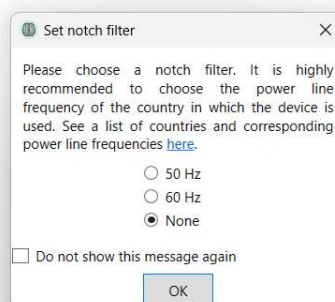 Set notch filter
Please choose a notch filter. It is highly
recommended to choose the power line
frequency of the country in which the device is
used. See a list of countries and corresponding
power line frequencies here.
50 Hz
60 Hz
None
Do not show this message again
OK